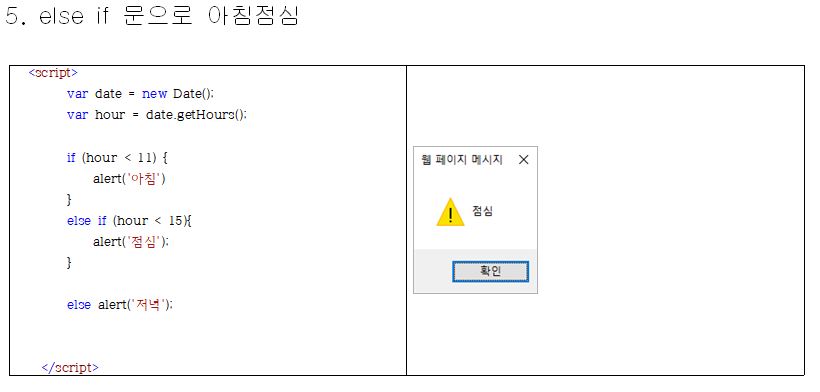 5. else if 문으로 아침점심
<script>
var date = new Date();
var hour = date.getHours();
if (hour < 11) {
alert('아침')
}
else if (hour < 15){
alert('점심');
}
else alert('저녁');
</script>
웹 페이지 메시지
점심
확인